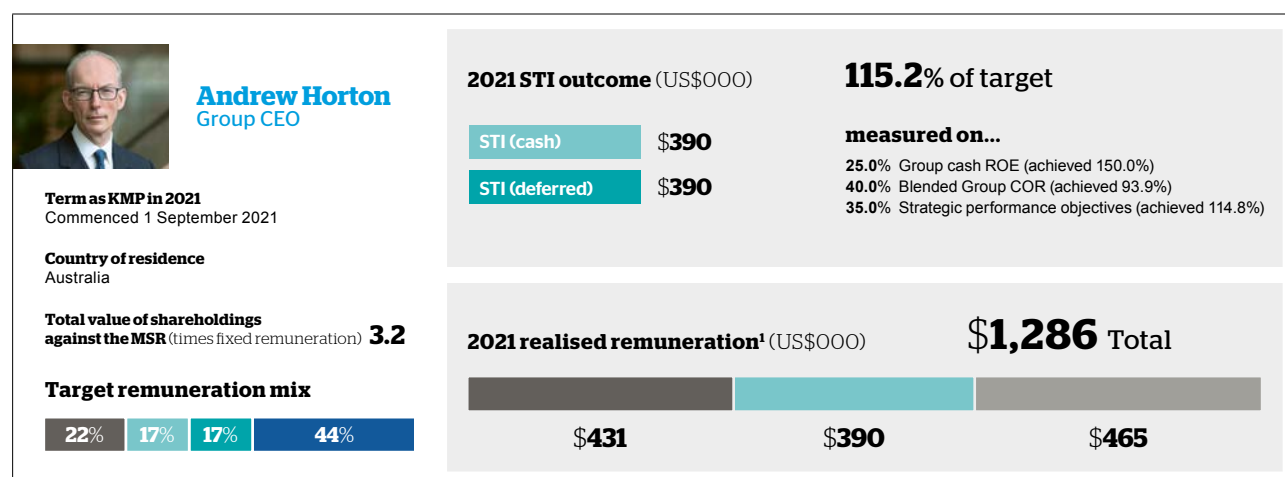 Andrew Horton
Group CEO
Term as KMP in 2021
Commenced 1 September 2021
Country of residence
Australia
Total value of shareholdings
against the MSR (times fixed remuneration) 3.2
Target remuneration mix
22% 17% 17% 44%
2021 STI outcome (US$000)
STI (cash) $390
STI (deferred) $390
115.2% of target
measured on...
25.0% Group cash ROE (achieved 150.0%)
40.0% Blended Group COR (achieved 93.9%)
35.0% Strategic performance objectives (achieved 114.8%)
2021 realised remuneration¹ (US$000) $1,286 Total
$431 $390 $465